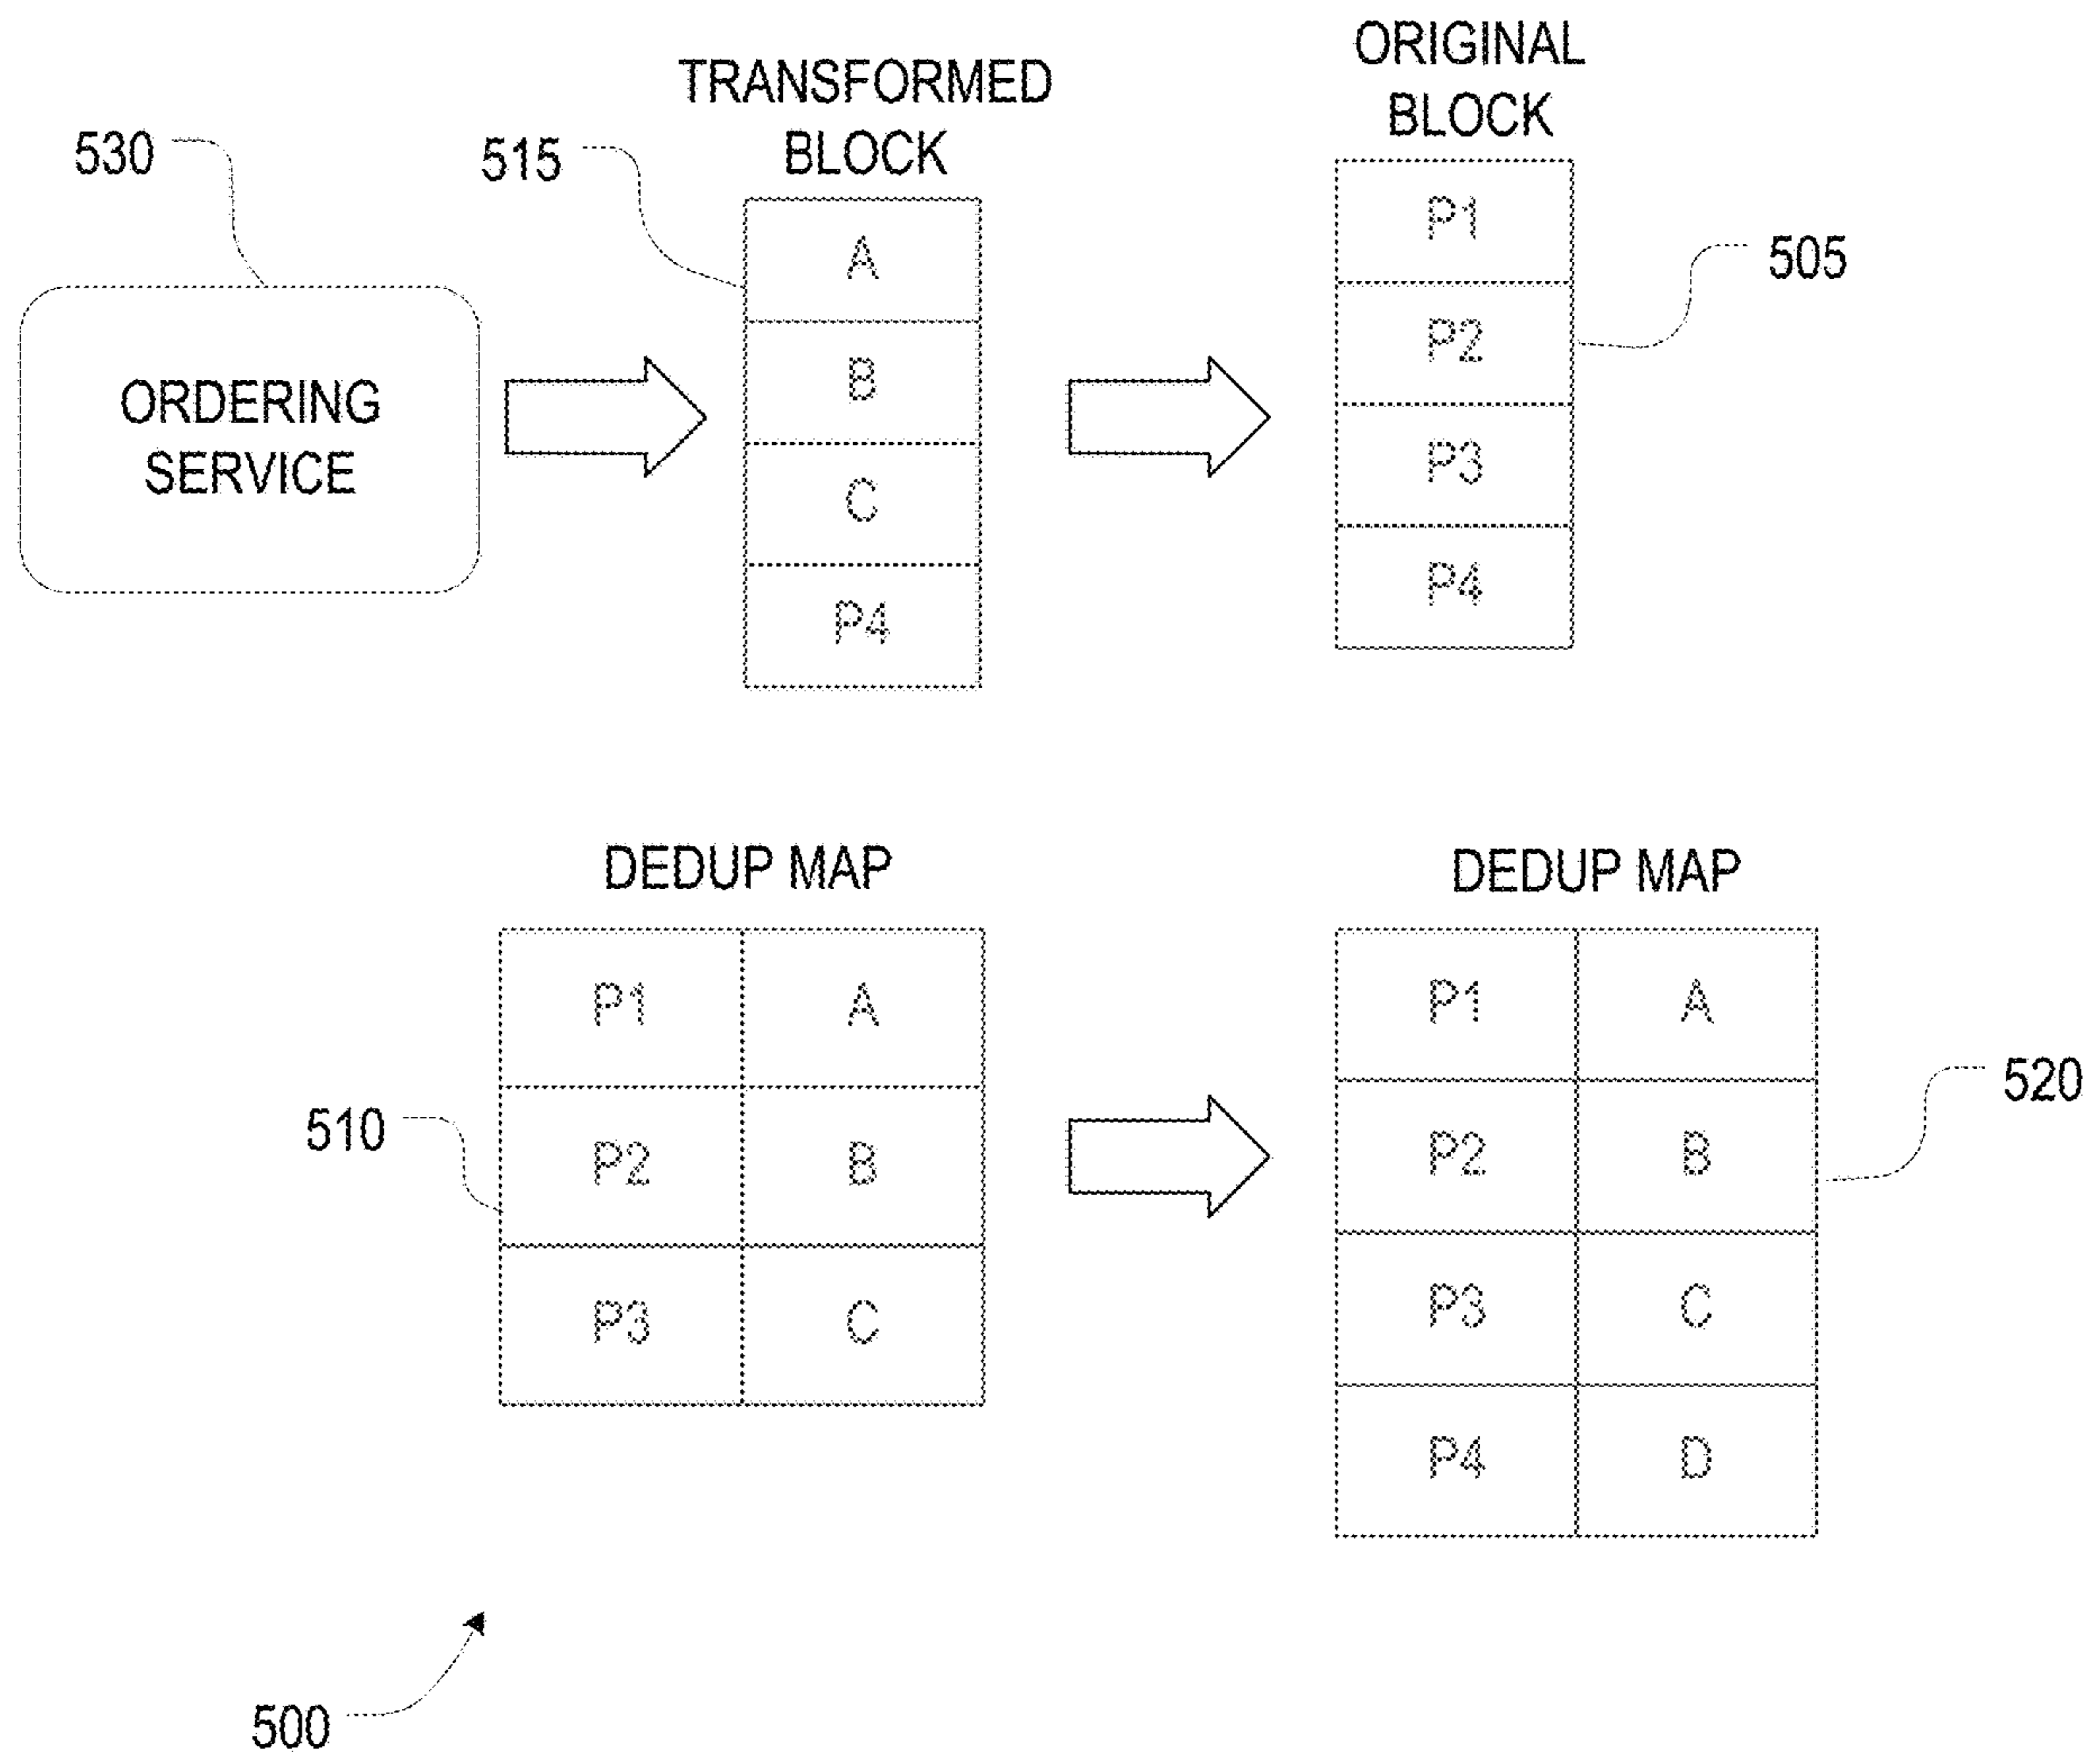 ORIGINAL
BLOCK
TRANSFORMED
BLOCK
530
515
505
ORDERING
SERVICE
A
B
C
P4
P1
P2
P3
P4
DEDUP MAP
P1 A
P2 B
P3 C
510
DEDUP MAP
P1 A
P2 B
P3 C
P4 D
520
500